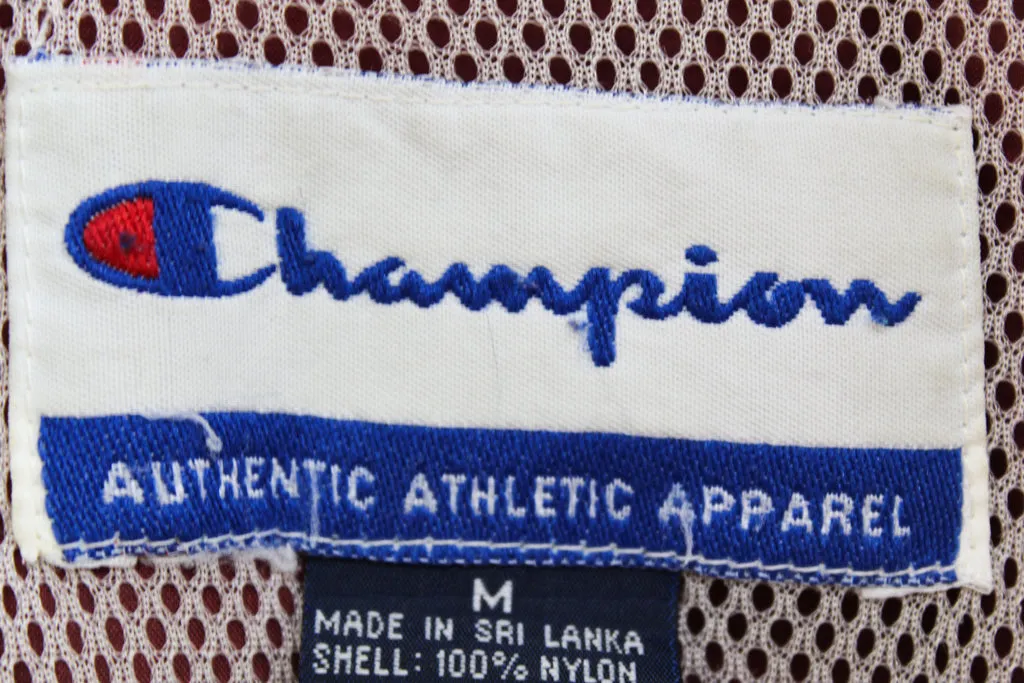 Champion
AUTHENTIC ATHLETIC APPAREL
M
MADE IN SRI LANKA
SHELL: 100% NYLON